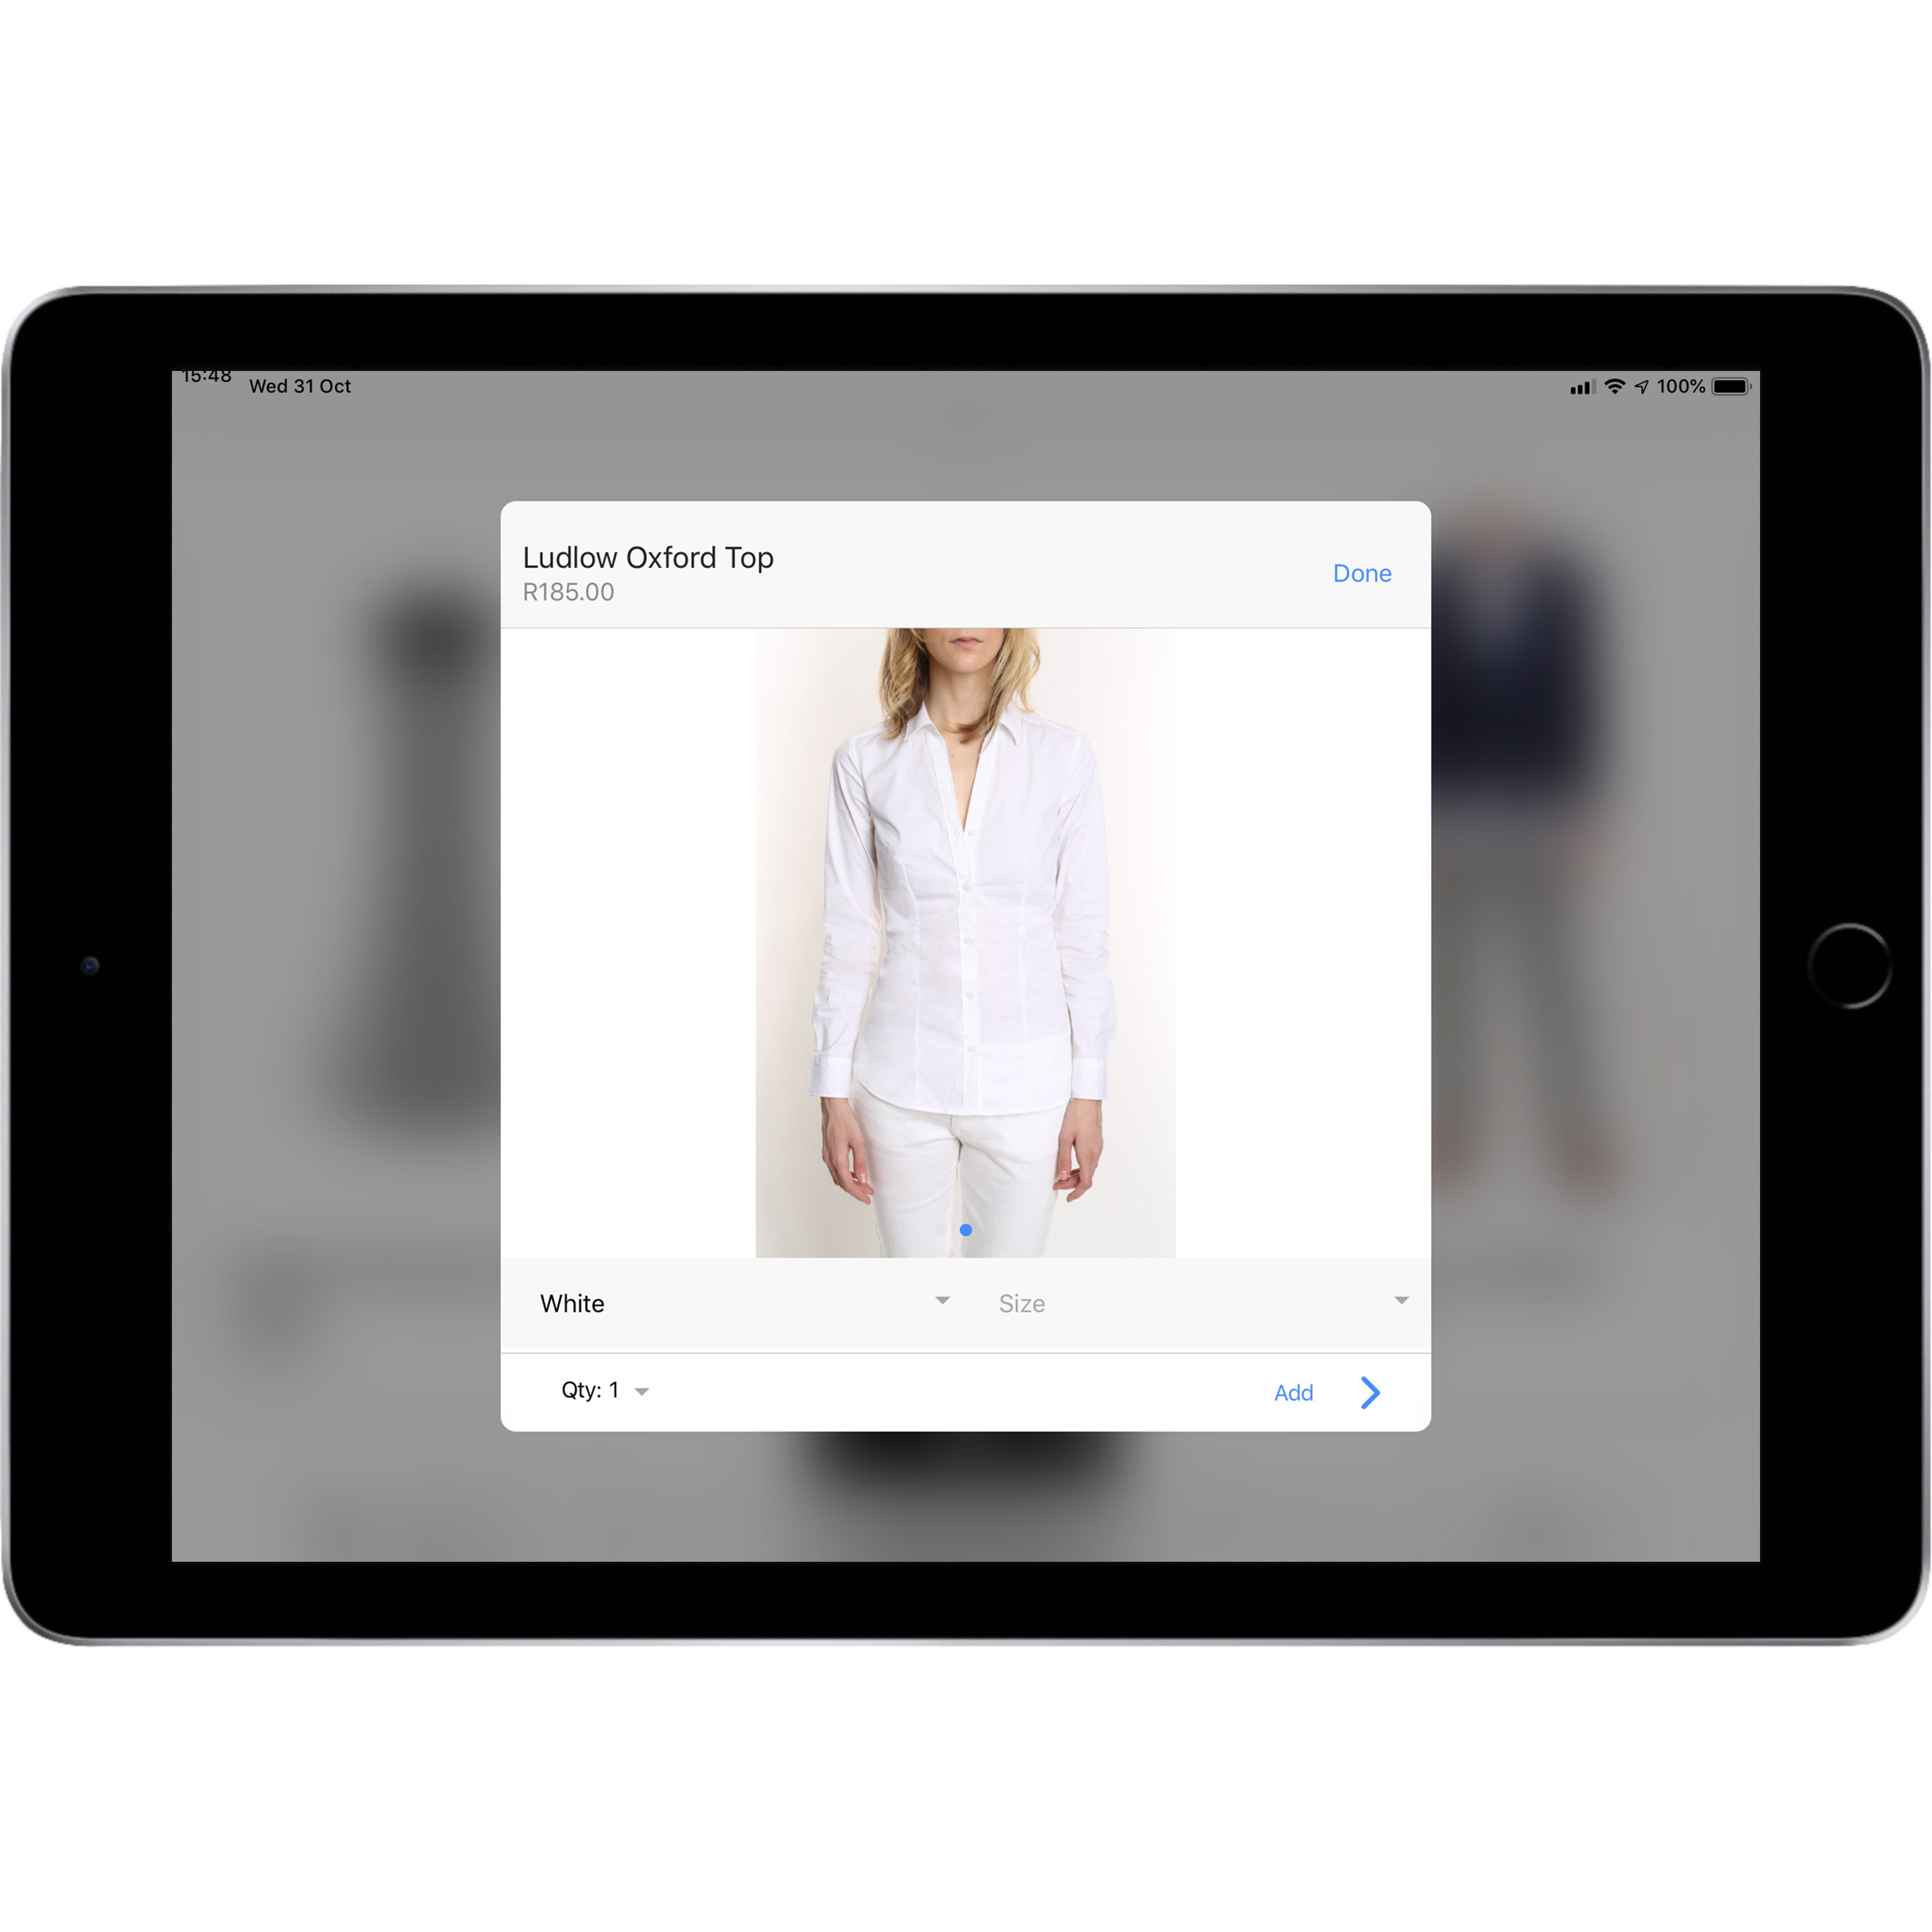 15:48 Wed 31 Oct 100%
Ludlow Oxford Top
R185.00
Done
White Size
Qty: 1 Add